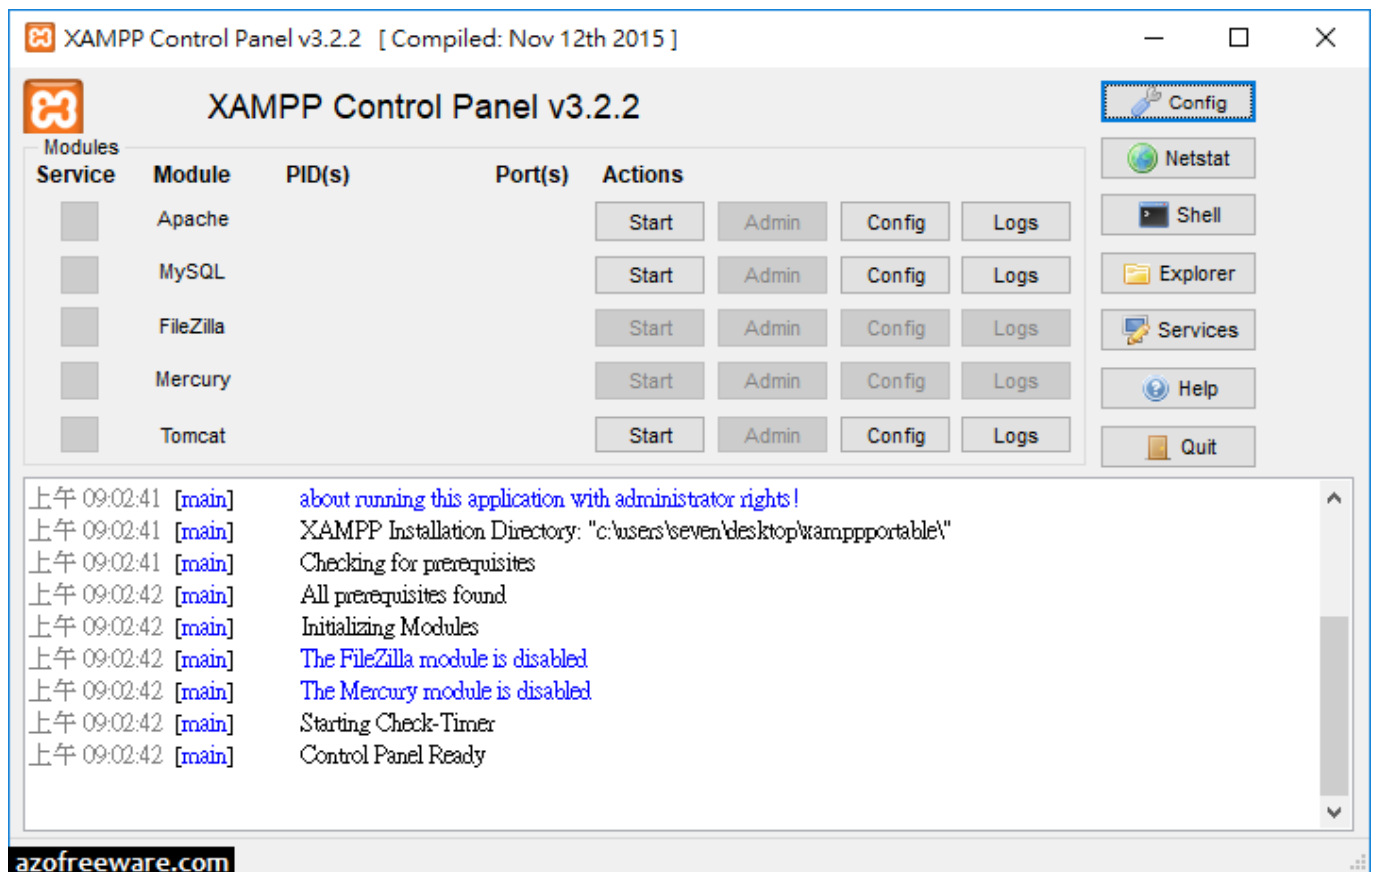 XAMPP Control Panel v3.2.2 [ Compiled: Nov 12th 2015 ]
XAMPP Control Panel v3.2.2
Config
Netstat
Shell
Explorer
Services
Help
Quit
Modules
Service Module PID(s) Port(s) Actions
Apache Start Admin Config Logs
MySQL Start Admin Config Logs
FileZilla Start Admin Config Logs
Mercury Start Admin Config Logs
Tomcat Start Admin Config Logs
上午 09:02:41 [main] about running this application with administrator rights!
上午 09:02:41 [main] XAMPP Installation Directory: "c:\users\seven\desktop\xamppportable\"
上午 09:02:41 [main] Checking for prerequisites
上午 09:02:42 [main] All prerequisites found
上午 09:02:42 [main] Initializing Modules
上午 09:02:42 [main] The FileZilla module is disabled
上午 09:02:42 [main] The Mercury module is disabled
上午 09:02:42 [main] Starting Check-Timer
上午 09:02:42 [main] Control Panel Ready
azofreeware.com